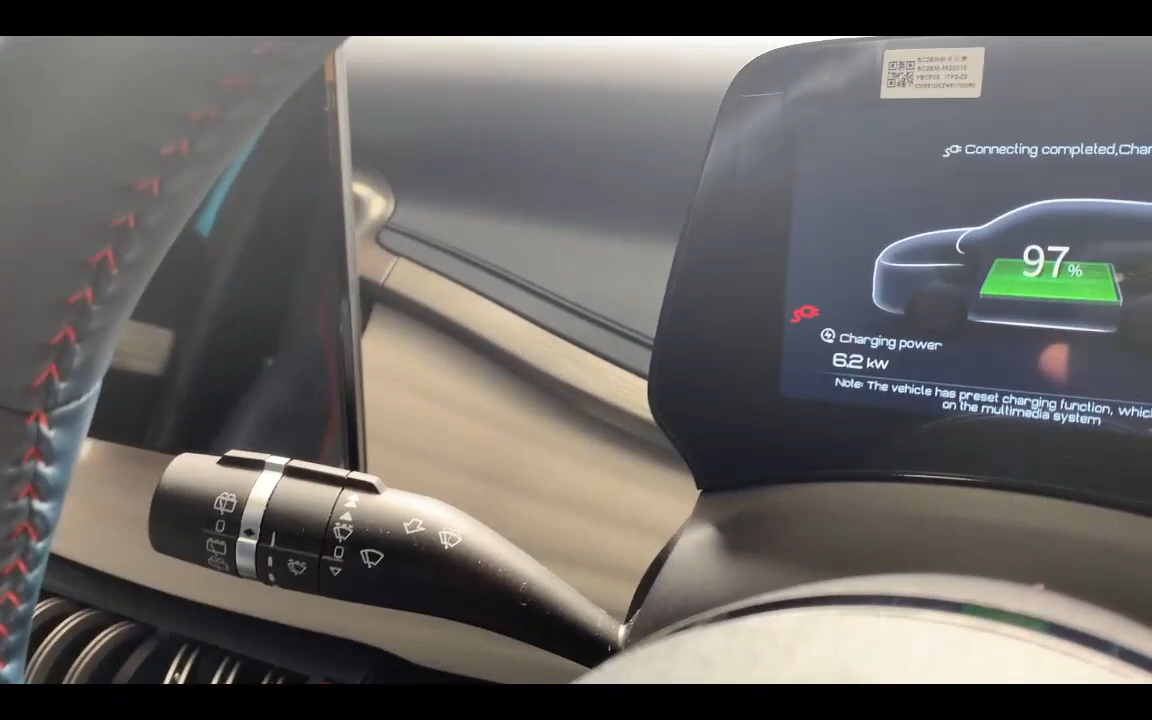 Connecting completed,Char
97%
Charging power
6.2 kw
Note: The vehicle has preset charging function, which
on the multimedia system